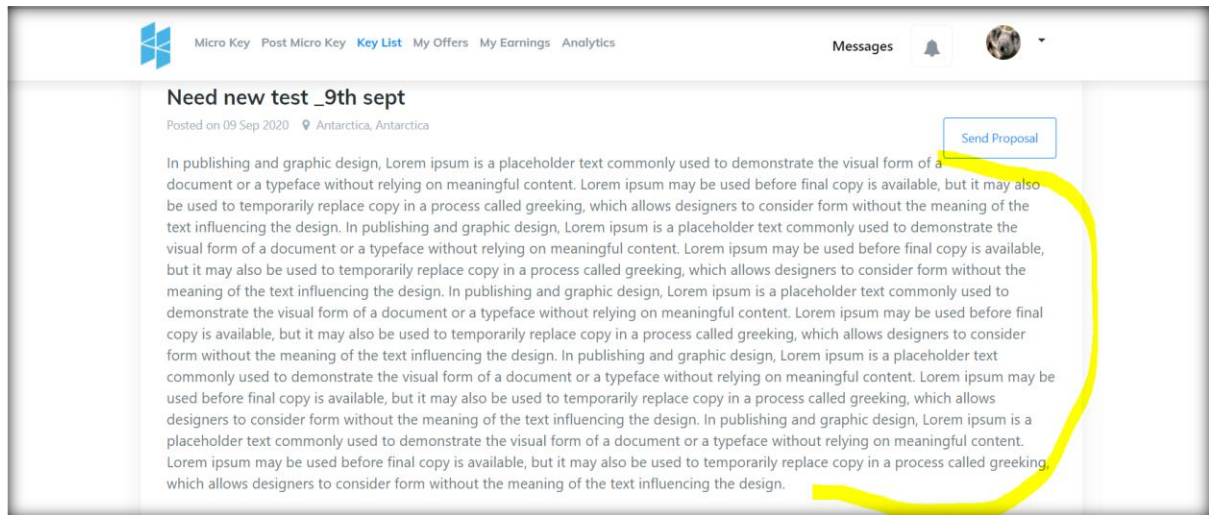 Micro Key Post Micro Key Key List My Offers My Earnings Analytics Messages
Need new test _9th sept
Posted on 09 Sep 2020 Antarctica, Antarctica
Send Proposal
In publishing and graphic design, Lorem ipsum is a placeholder text commonly used to demonstrate the visual form of a
document or a typeface without relying on meaningful content. Lorem ipsum may be used before final copy is available, but it may also
be used to temporarily replace copy in a process called greeking, which allows designers to consider form without the meaning of the
text influencing the design. In publishing and graphic design, Lorem ipsum is a placeholder text commonly used to demonstrate the
visual form of a document or a typeface without relying on meaningful content. Lorem ipsum may be used before final copy is available,
but it may also be used to temporarily replace copy in a process called greeking, which allows designers to consider form without the
meaning of the text influencing the design. In publishing and graphic design, Lorem ipsum is a placeholder text commonly used to
demonstrate the visual form of a document or a typeface without relying on meaningful content. Lorem ipsum may be used before final
copy is available, but it may also be used to temporarily replace copy in a process called greeking, which allows designers to consider
form without the meaning of the text influencing the design. In publishing and graphic design, Lorem ipsum is a placeholder text
commonly used to demonstrate the visual form of a document or a typeface without relying on meaningful content. Lorem ipsum may be
used before final copy is available, but it may also be used to temporarily replace copy in a process called greeking, which allows
designers to consider form without the meaning of the text influencing the design. In publishing and graphic design, Lorem ipsum is a
placeholder text commonly used to demonstrate the visual form of a document or a typeface without relying on meaningful content.
Lorem ipsum may be used before final copy is available, but it may also be used to temporarily replace copy in a process called greeking,
which allows designers to consider form without the meaning of the text influencing the design.